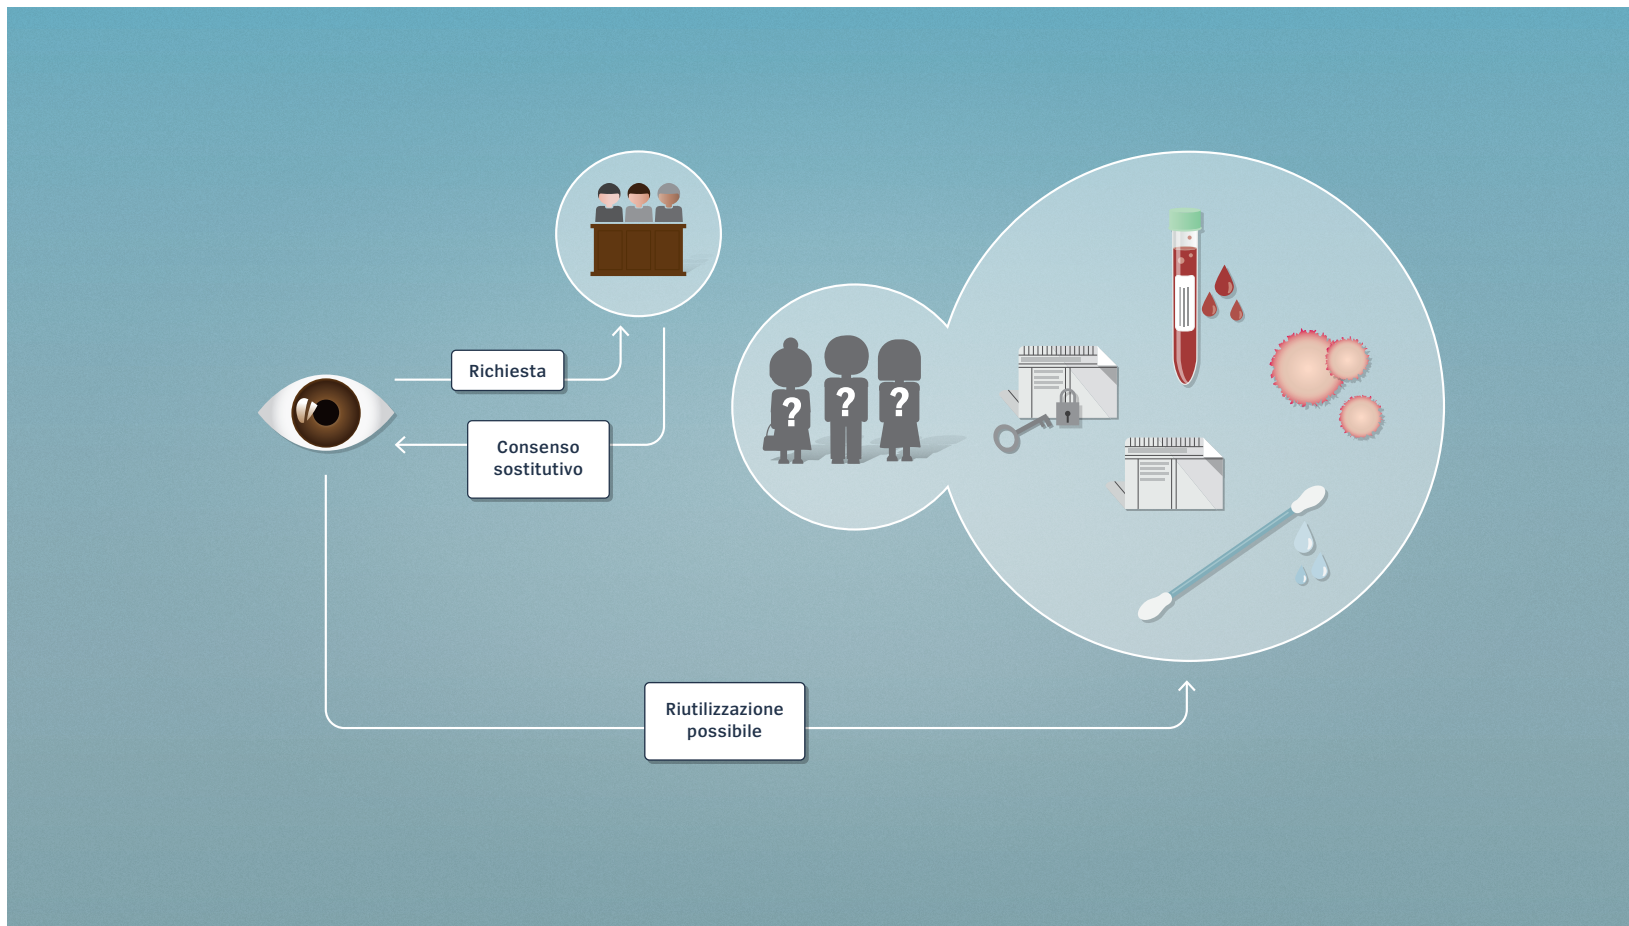 Richiesta
Consenso
sostitutivo
? ? ?
Riutilizzazione
possibile